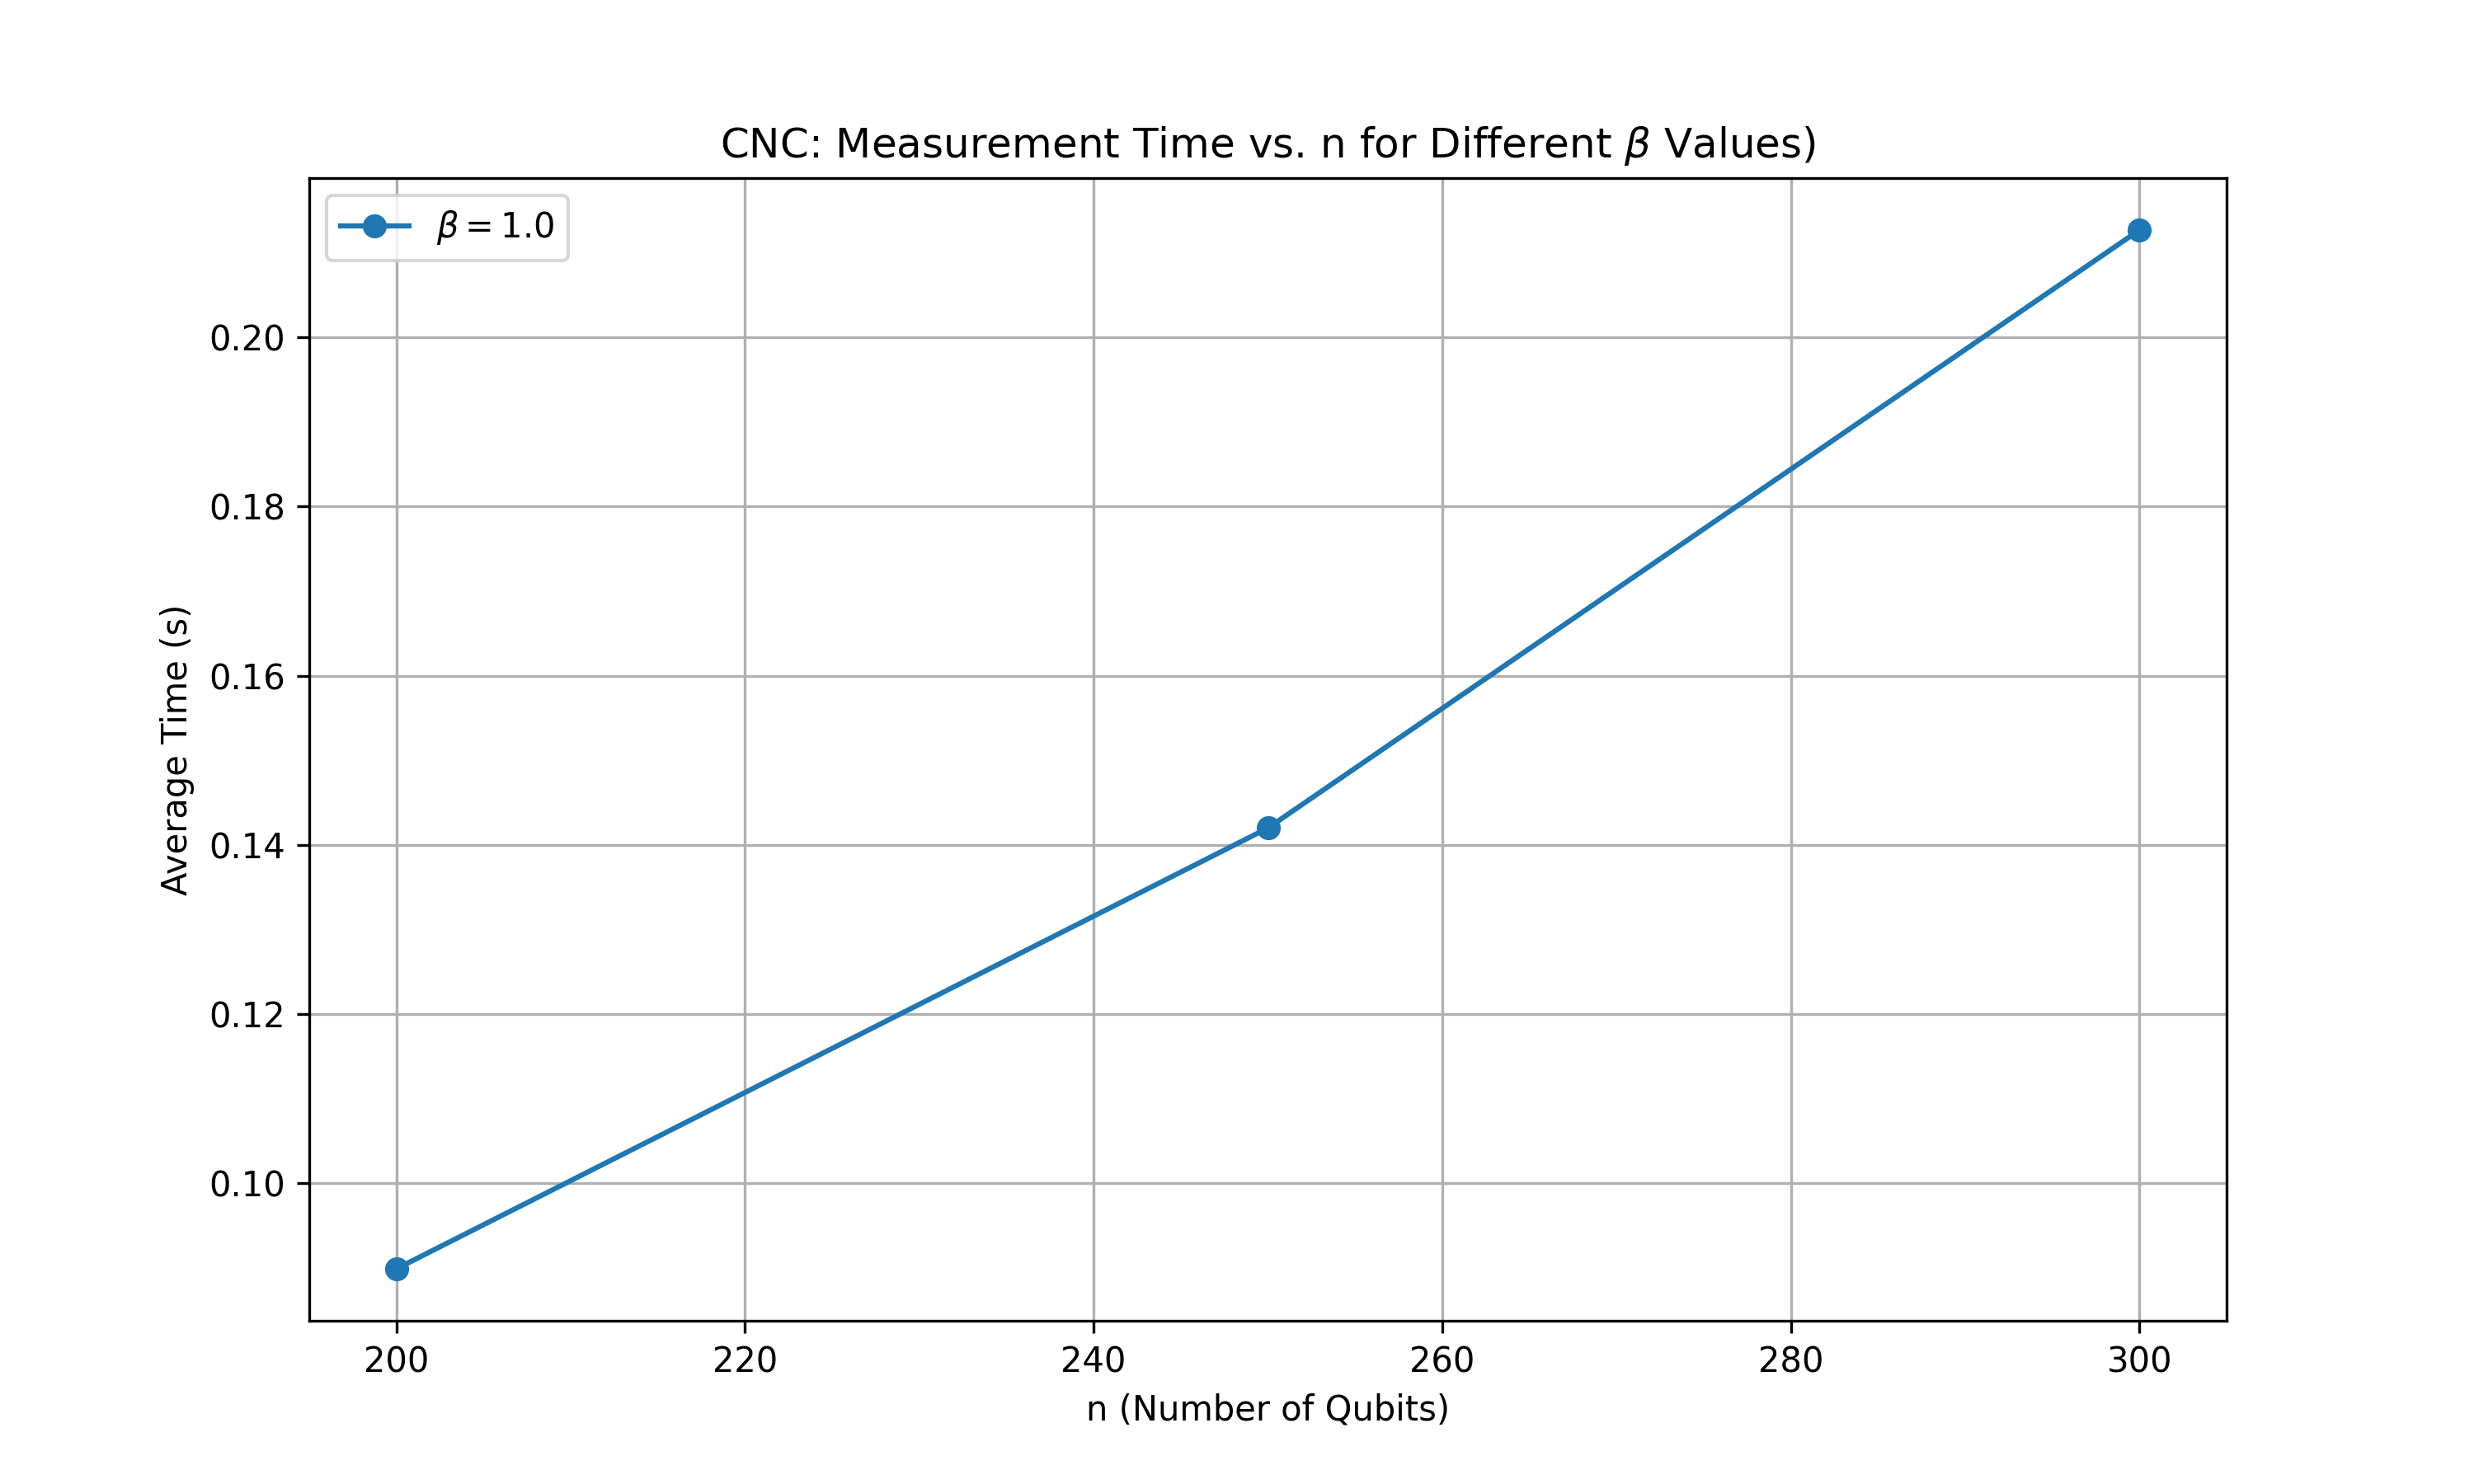 CNC: Measurement Time vs. n for Different β Values)
β = 1.0
0.20
0.18
0.16
0.14
0.12
0.10
Average Time (s)
200 220 240 260 280 300
n (Number of Qubits)